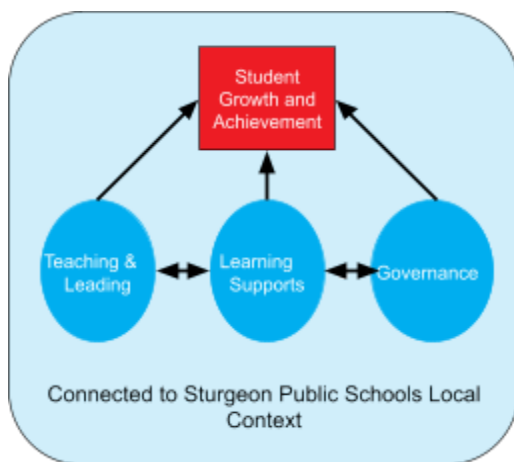 Student
Growth and
Achievement
Teaching &
Leading
Learning
Supports
Governance
Connected to Sturgeon Public Schools Local
Context